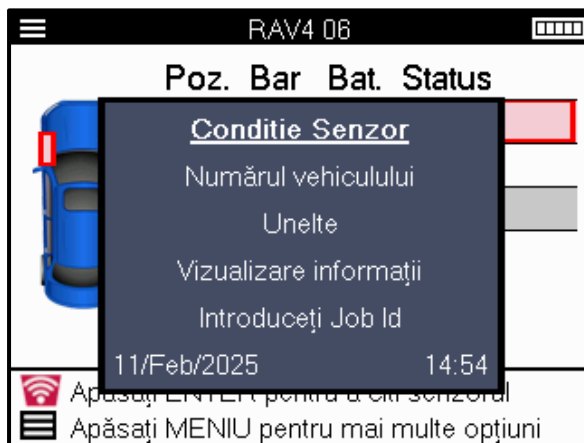 RAV4 06
Poz. Bar Bat. Status
Conditie Senzor
Numărul vehiculului
Unelte
Vizualizare informații
Introduceți Job Id
11/Feb/2025 14:54
Apăsați ENTER pentru a citi senzorul
Apăsați MENIU pentru mai multe opțiuni